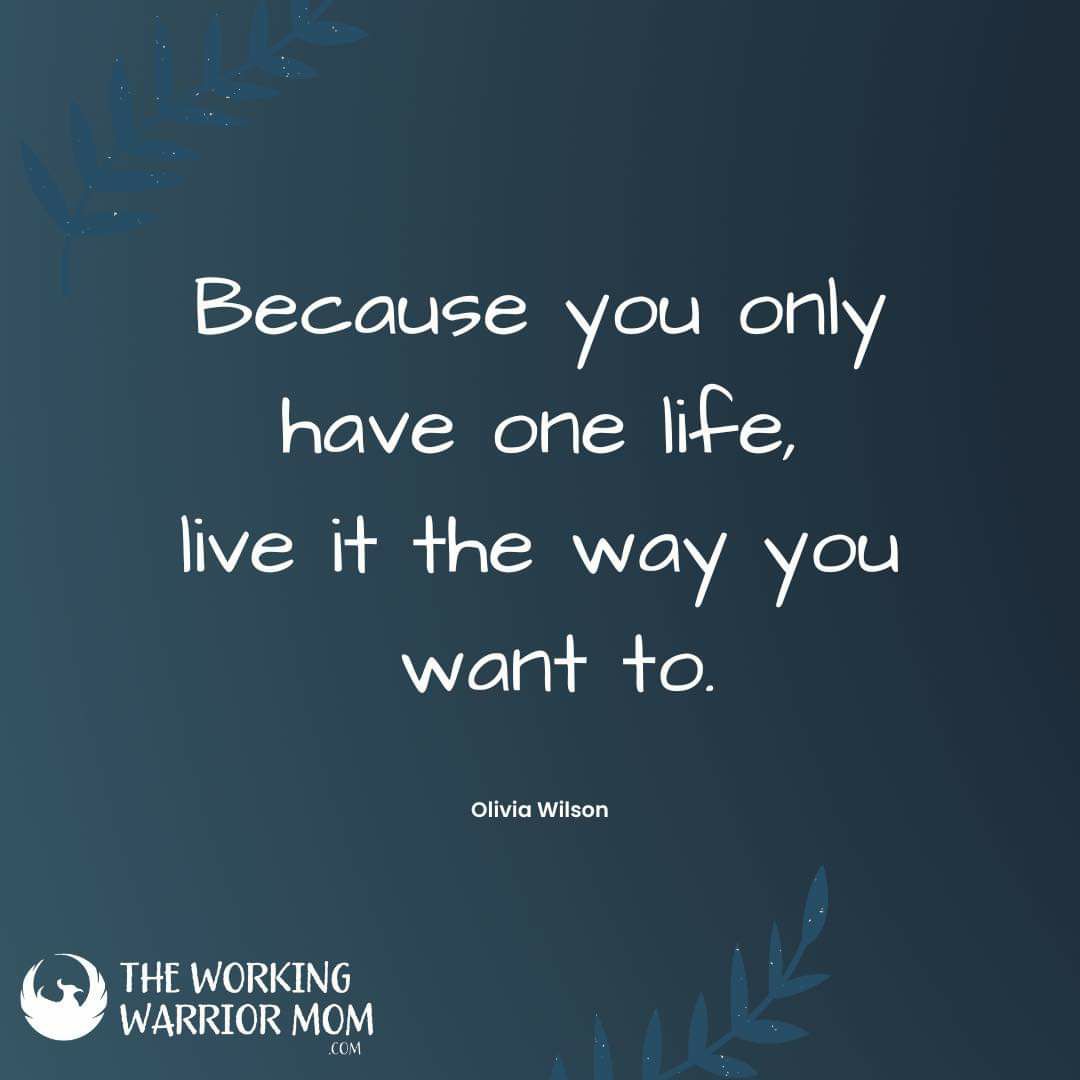 Because you only
have one life,
live it the way you
want to.
Olivia Wilson
THE WORKING
WARRIOR MOM
.COM